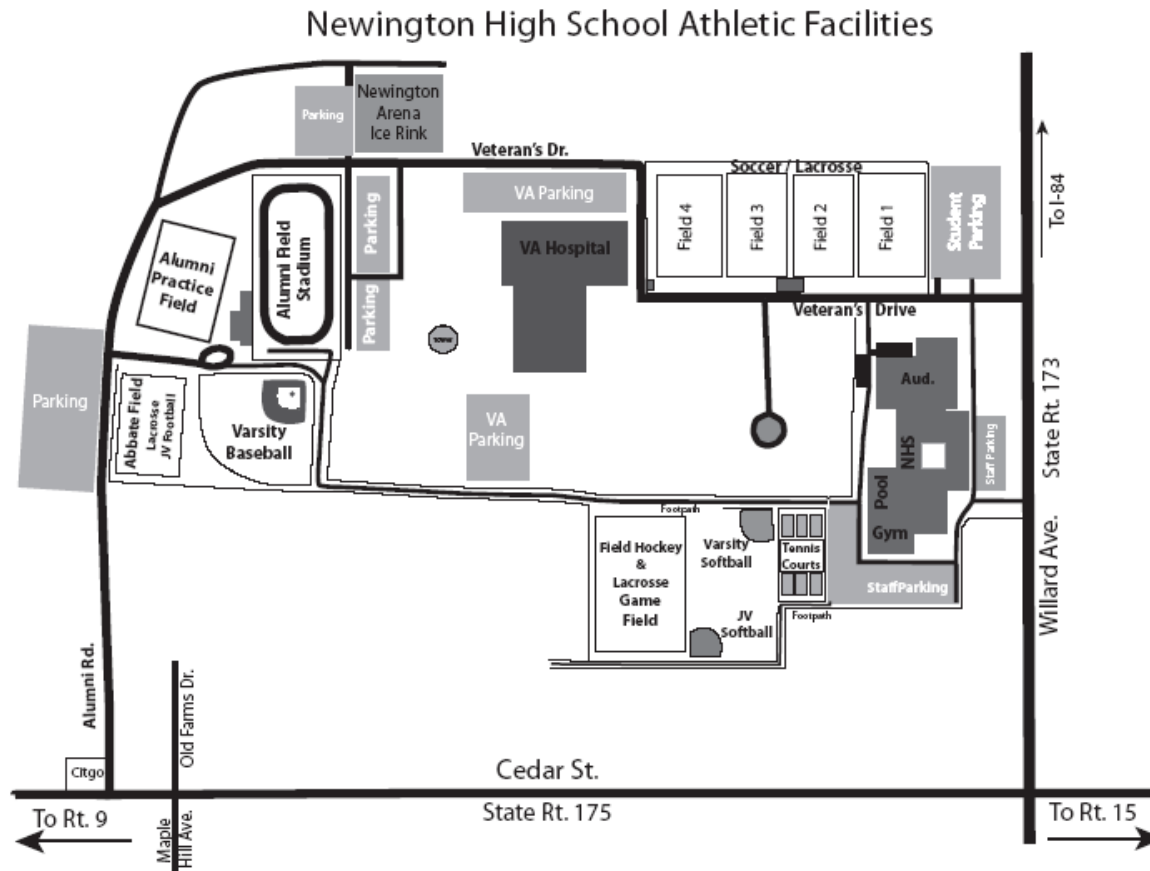 Newington High School Athletic Facilities
Newington
Arena
Ice Rink
Parking
Veteran's Dr.
Soccer / Lacrosse
To I-84
VA Parking
Parking
Field 4
Field 3
Field 2
Field 1
Student
Parking
Alumni Field
Stadium
Alumni
Practice
Field
VA Hospital
Parking
Veteran's Drive
Parking
Abbate Field
Lacrosse
JV Football
Varsity
Baseball
VA
Parking
Aud.
NHS
Pool
Gym
Staff Parking
State Rt. 173
Willard Ave.
Footpath
Field Hockey
&
Lacrosse
Game
Field
Varsity
Softball
Tennis
Courts
StaffParking
JV
Softball
Footpath
Alumni Rd.
Old Farms Dr.
Citgo
Cedar St.
State Rt. 175
To Rt. 9
Maple
Hill Ave.
To Rt. 15